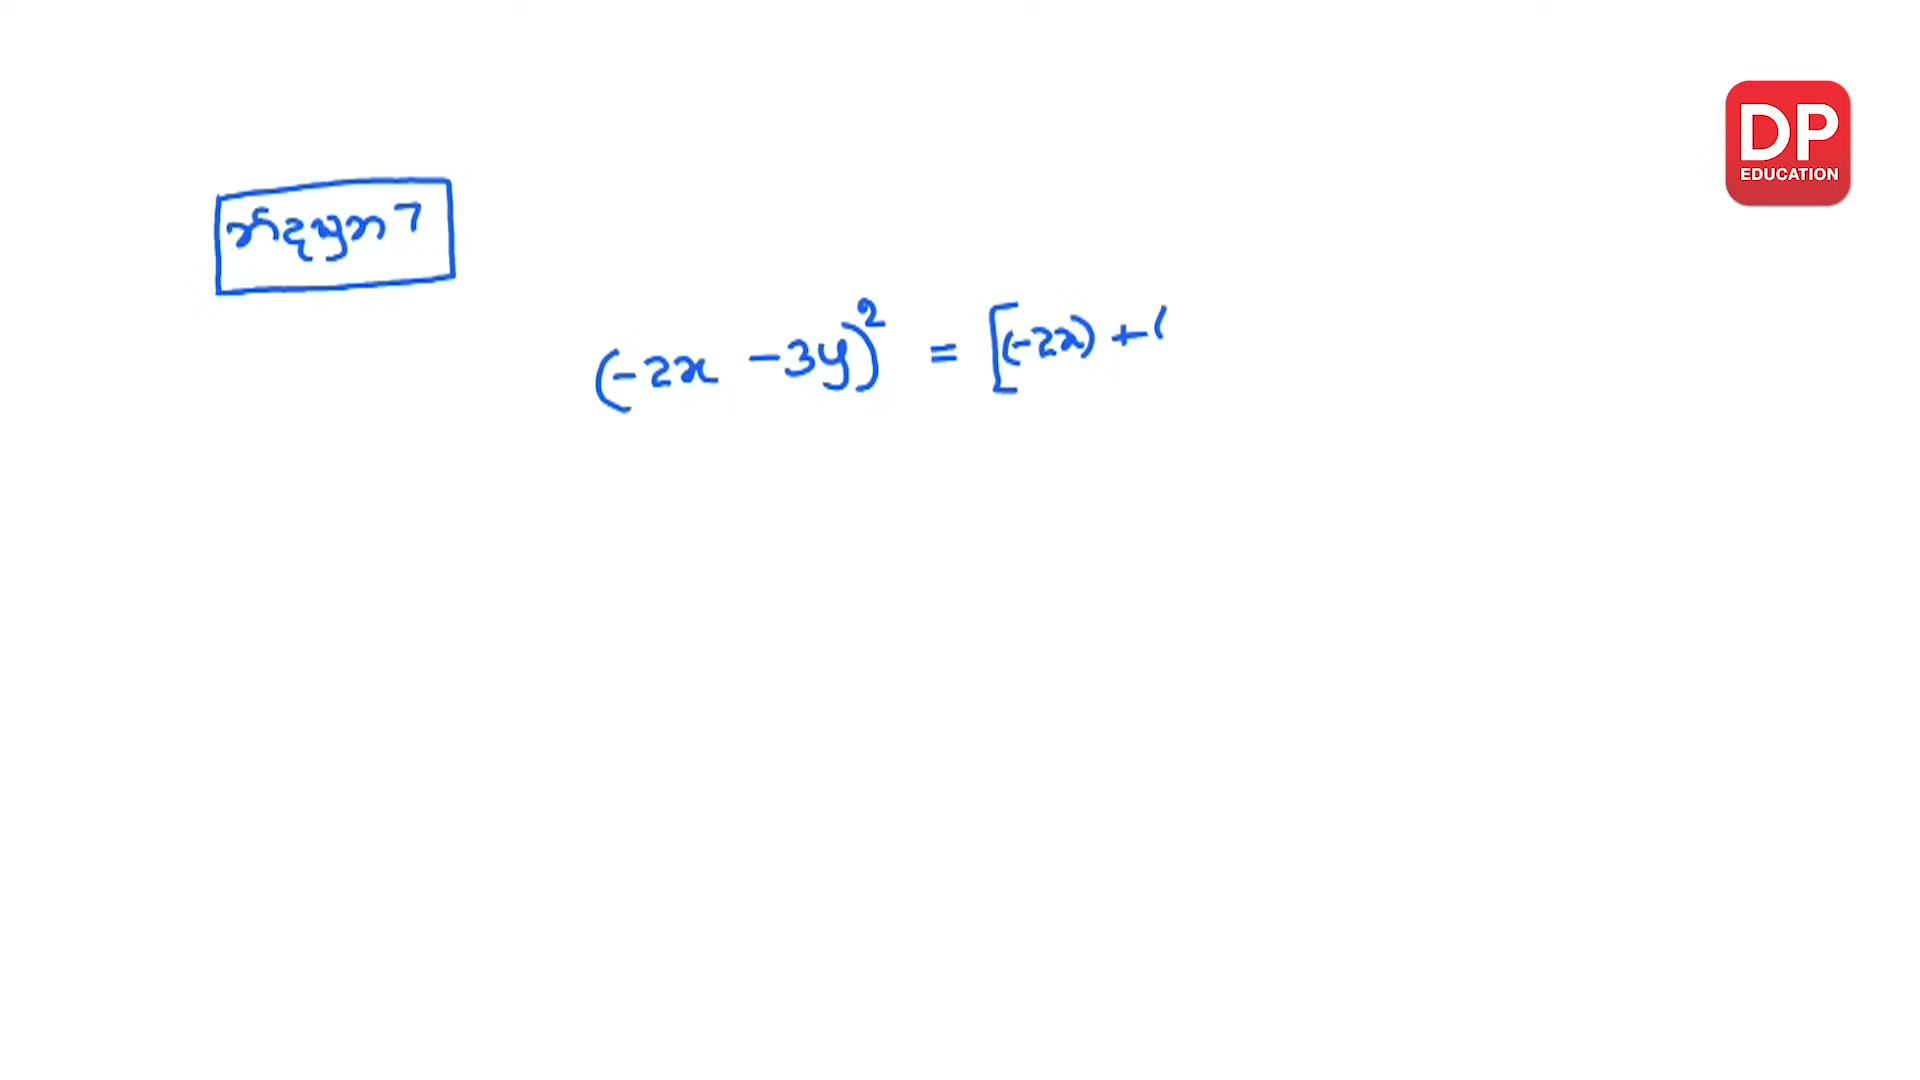 DP
EDUCATION
නිදසුන 7
(-2x - 3y)² = [(-2x) + (